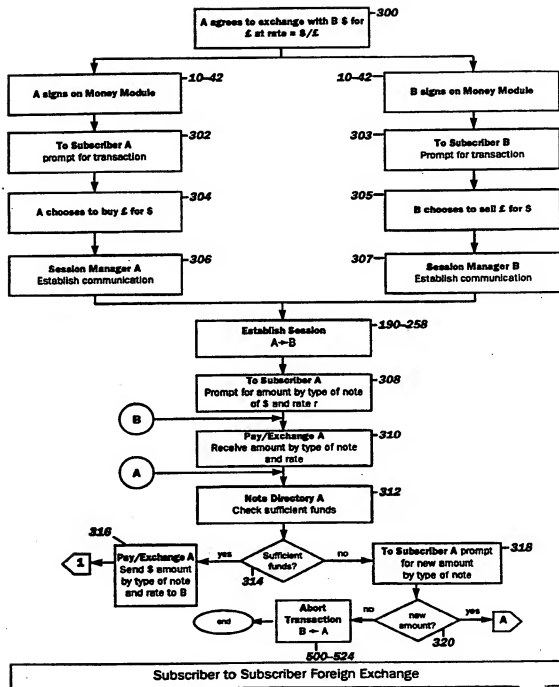 A agrees to exchange with B $ for
£ at rate = $/£
300
10–42
10–42
A signs on Money Module
B signs on Money Module
302
303
To Subscriber A
prompt for transaction
To Subscriber B
Prompt for transaction
304
305
A chooses to buy £ for $
B chooses to sell £ for $
306
307
Session Manager A
Establish communication
Session Manager B
Establish communication
Establish Session
A↔B
190–258
To Subscriber A
Prompt for amount by type of note
of $ and rate r
308
B
Pay/Exchange A
Receive amount by type of note
and rate
310
A
Note Directory A
Check sufficient funds
312
316
1
Pay/Exchange A
Send $ amount
by type of note
and rate to B
yes
Sufficient
funds?
314
no
To Subscriber A prompt
for new amount
by type of note
318
end
Abort
Transaction
B ↔ A
500–524
no
new
amount?
320
yes
A
Subscriber to Subscriber Foreign Exchange